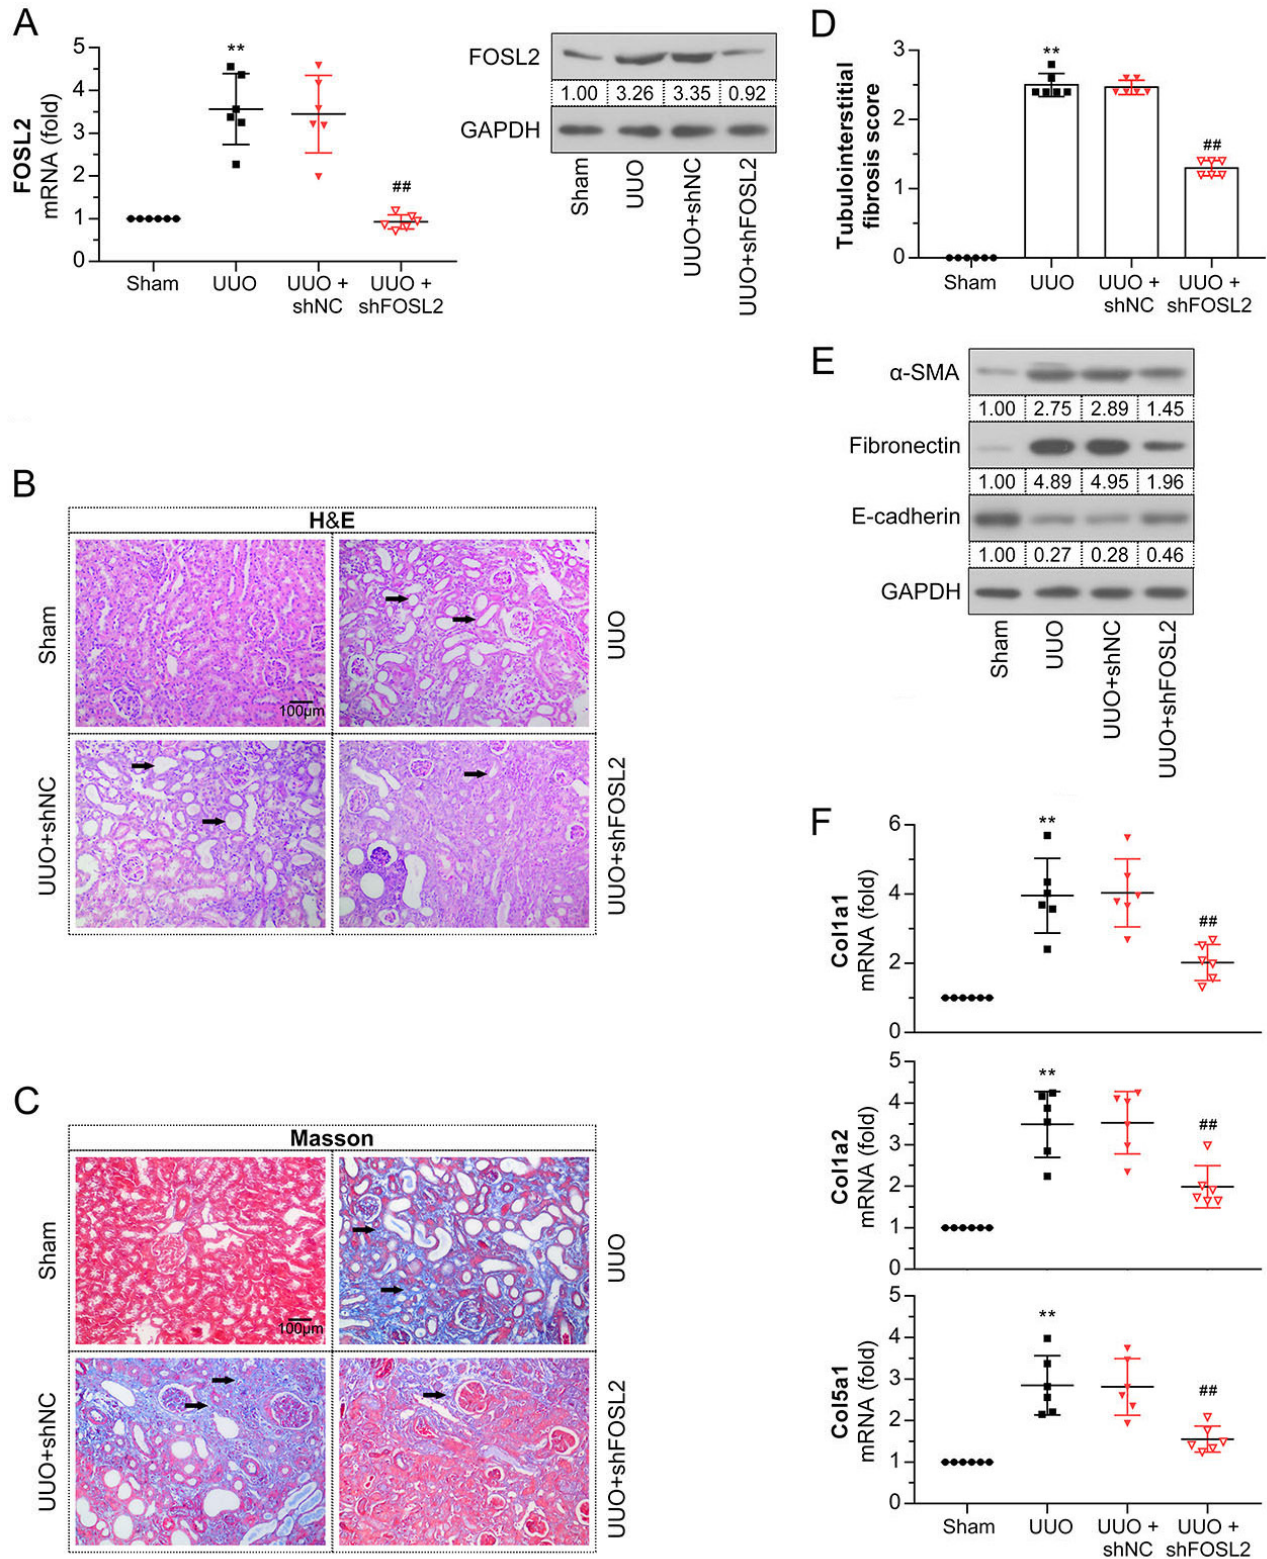 A
FOSL2
mRNA (fold)
5
4
3
2
1
0
**
##
Sham
UUO
UUO +
shNC
UUO +
shFOSL2
FOSL2
1.00 3.26 3.35 0.92
GAPDH
Sham
UUO
UUO+shNC
UUO+shFOSL2
B
H&E
Sham
100µm
UUO
UUO+shNC
UUO+shFOSL2
C
Masson
Sham
100µm
UUO
UUO+shNC
UUO+shFOSL2
D
Tubulointerstitial
fibrosis score
3
2
1
0
**
##
Sham
UUO
UUO +
shNC
UUO +
shFOSL2
E
α-SMA
1.00 2.75 2.89 1.45
Fibronectin
1.00 4.89 4.95 1.96
E-cadherin
1.00 0.27 0.28 0.46
GAPDH
Sham
UUO
UUO+shNC
UUO+shFOSL2
F
Col1a1
mRNA (fold)
6
4
2
0
**
##
Col1a2
mRNA (fold)
5
4
3
2
1
0
**
##
Col5a1
mRNA (fold)
5
4
3
2
1
0
**
##
Sham
UUO
UUO +
shNC
UUO +
shFOSL2